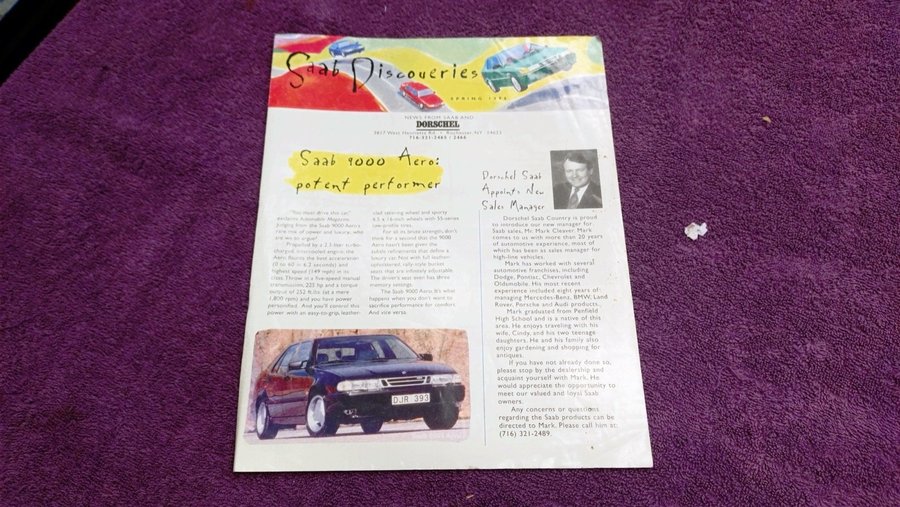 Saab Discoveries
SPRING 1994
NEWS FROM SAAB AND
DORSCHEL
3817 West Henrietta Rd. • Rochester, NY 14623
716-321-2465 / 2466
Saab 9000 Aero:
potent performer
"You must drive this car,"
exclaims Automobile Magazine.
Judging from the Saab 9000 Aero's
rare mix of power and luxury, who
are we to argue?
Propelled by a 2.3-liter turbo-
charged, intercooled engine, the
Aero flaunts the best acceleration
(0 to 60 in 6.2 seconds) and
highest speed (149 mph) in its
class. Throw in a five-speed manual
transmission, 225 hp and a torque
output of 252 ft.lbs. (at a mere
1,800 rpm) and you have power
personified. And you'll control this
power with an easy-to-grip, leather-
clad steering wheel and sporty
6.5 x 16-inch wheels with 55-series
low-profile tires.
For all its brute strength, don't
think for a second that the 9000
Aero hasn't been given the
subtle refinements that define a
luxury car. Not with full leather
upholstered, rally-style bucket
seats that are infinitely adjustable.
The driver's seat even has three
memory settings.
The Saab 9000 Aero. It's what
happens when you don't want to
sacrifice performance for comfort.
And vice versa.
DJR 393
Dorschel Saab
Appoints New
Sales Manager
Dorschel Saab Country is proud
to introduce our new manager for
Saab sales, Mr. Mark Cleaver. Mark
comes to us with more than 20 years
of automotive experience, most of
which has been as sales manager for
high-line vehicles.
Mark has worked with several
automotive franchises, including
Dodge, Pontiac, Chevrolet and
Oldsmobile. His most recent
experience included eight years of
managing Mercedes-Benz, BMW, Land
Rover, Porsche and Audi products.
Mark graduated from Penfield
High School and is a native of this
area. He enjoys traveling with his
wife, Cindy, and his two teenage
daughters. He and his family also
enjoy gardening and shopping for
antiques.
If you have not already done so,
please stop by the dealership and
acquaint yourself with Mark. He
would appreciate the opportunity to
meet our valued and loyal Saab
owners.
Any concerns or questions
regarding the Saab products can be
directed to Mark. Please call him at:
(716) 321-2489.